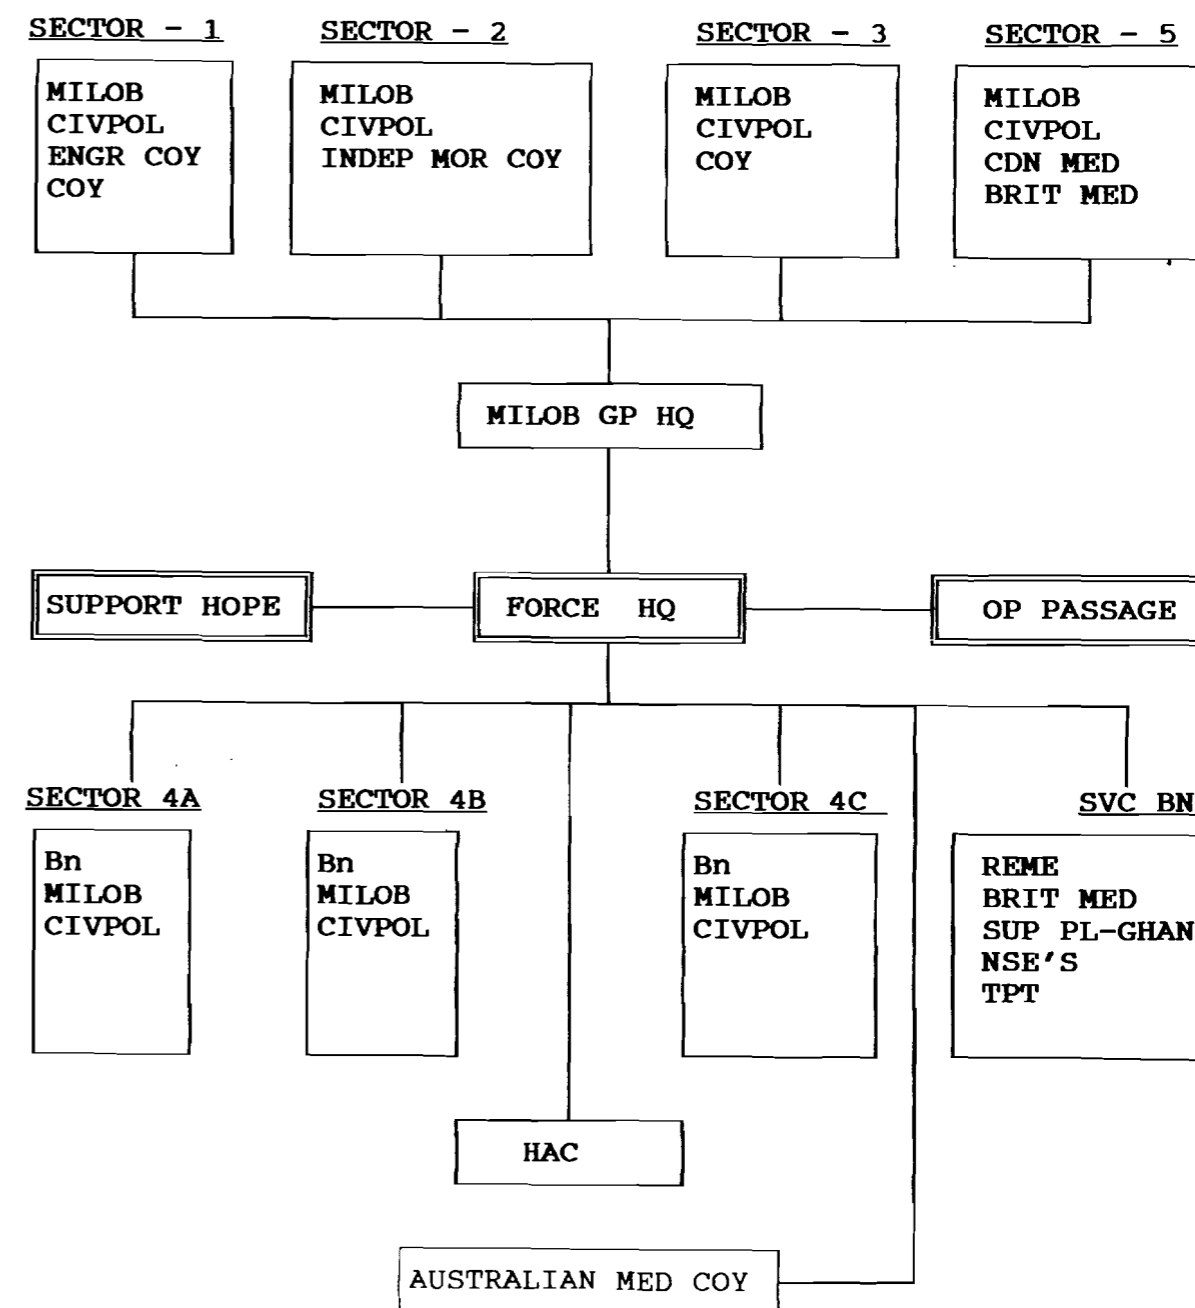 SECTOR - 1
MILOB
CIVPOL
ENGR COY
COY
SECTOR - 2
MILOB
CIVPOL
INDEP MOR COY
SECTOR - 3
MILOB
CIVPOL
COY
SECTOR - 5
MILOB
CIVPOL
CDN MED
BRIT MED
MILOB GP HQ
SUPPORT HOPE
FORCE HQ
OP PASSAGE
SECTOR 4A
Bn
MILOB
CIVPOL
SECTOR 4B
Bn
MILOB
CIVPOL
SECTOR 4C
Bn
MILOB
CIVPOL
SVC BN
REME
BRIT MED
SUP PL-GHAN
NSE'S
TPT
HAC
AUSTRALIAN MED COY